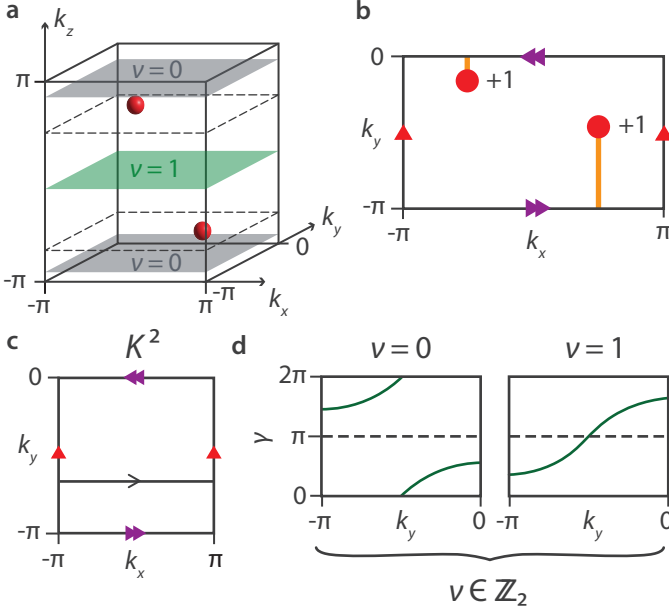 a
k_z
π
ν = 0
ν = 1
k_y
0
ν = 0
-π
-π
π
-π
k_x
b
0
+1
+1
k_y
-π
-π
k_x
π
c
K²
0
k_y
-π
-π
k_x
π
d
ν = 0
ν = 1
2π
γ
π
0
-π
k_y
0
-π
k_y
0
ν ∈ ℤ₂